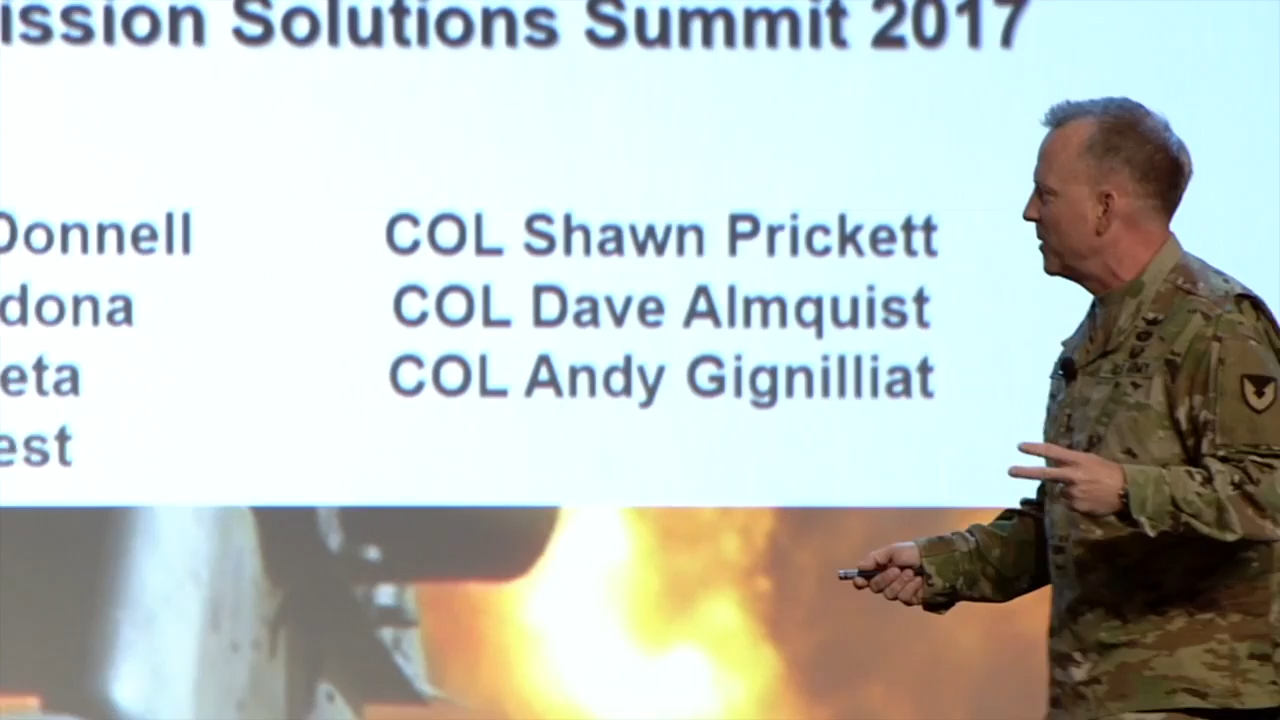 ission Solutions Summit 2017
Donnell COL Shawn Prickett
dona COL Dave Almquist
eta COL Andy Gignilliat
est